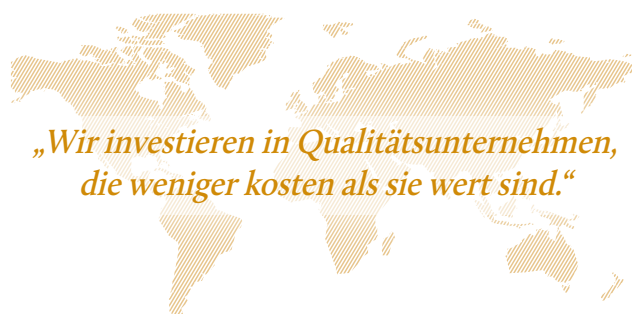 „Wir investieren in Qualitätsunternehmen,
die weniger kosten als sie wert sind.“